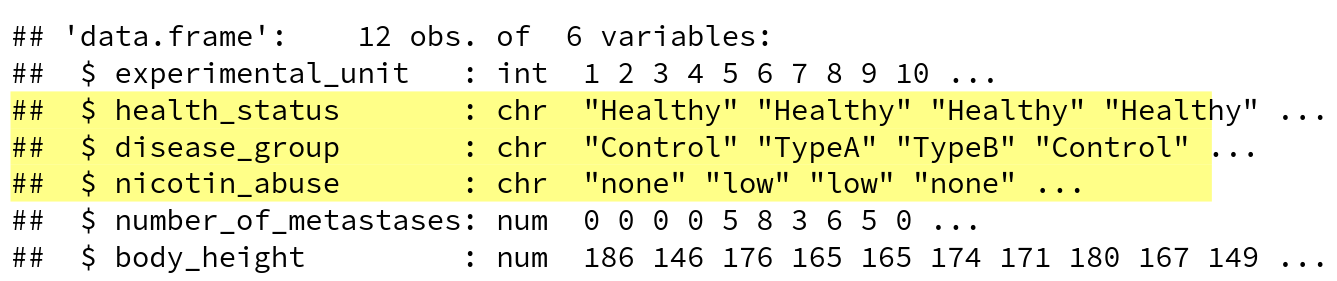 ## 'data.frame':    12 obs. of  6 variables:
##  $ experimental_unit   : int  1 2 3 4 5 6 7 8 9 10 ...
##  $ health_status       : chr  "Healthy" "Healthy" "Healthy" "Healthy" ...
##  $ disease_group       : chr  "Control" "TypeA" "TypeB" "Control" ...
##  $ nicotin_abuse       : chr  "none" "low" "low" "none" ...
##  $ number_of_metastases: num  0 0 0 0 5 8 3 6 5 0 ...
##  $ body_height         : num  186 146 176 165 165 174 171 180 167 149 ...